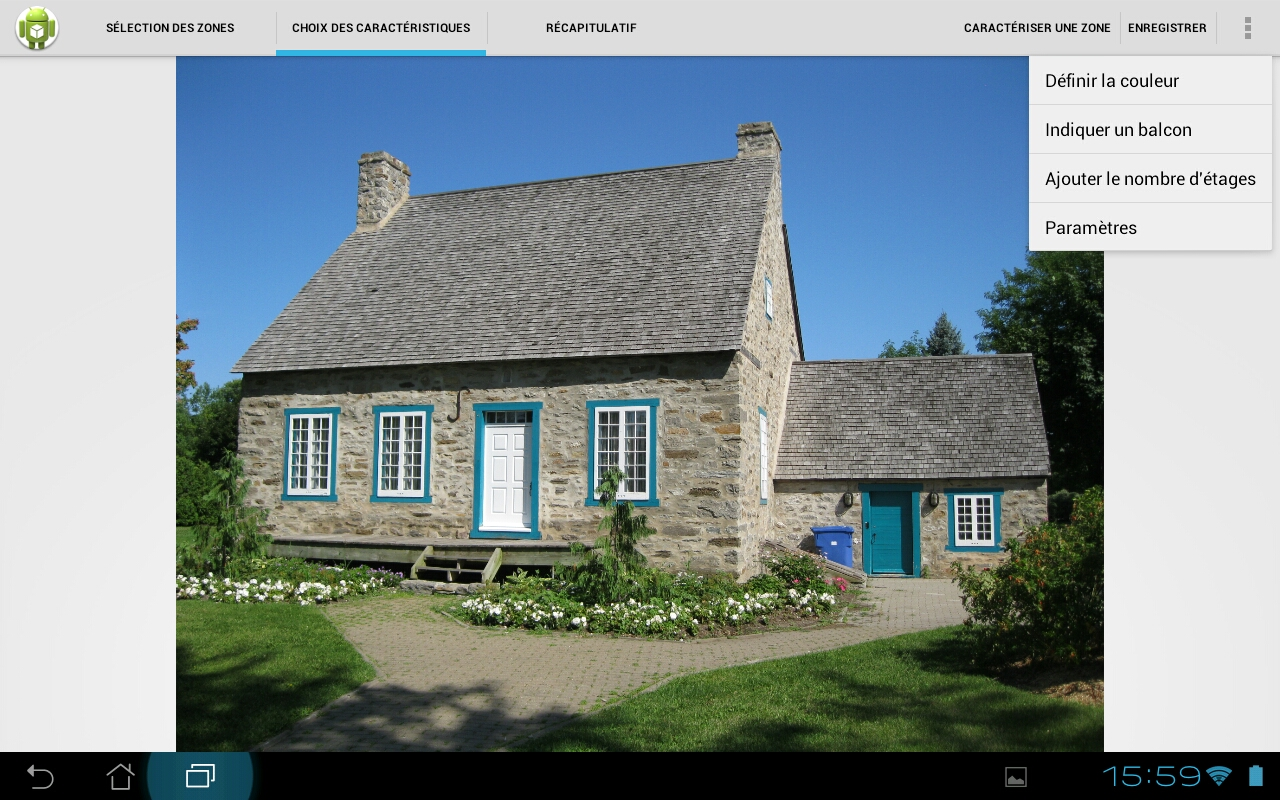 SÉLECTION DES ZONES
CHOIX DES CARACTÉRISTIQUES
RÉCAPITULATIF
CARACTÉRISER UNE ZONE
ENREGISTRER
Définir la couleur
Indiquer un balcon
Ajouter le nombre d'étages
Paramètres
15:59